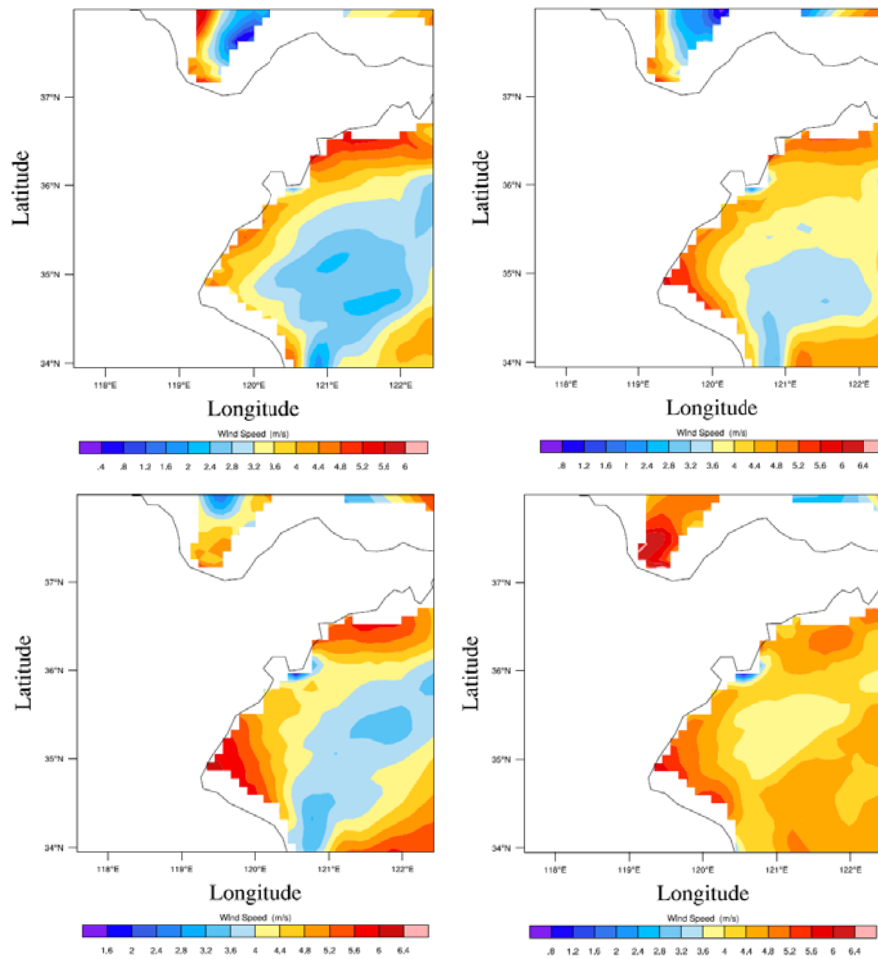 37°N
36°N
35°N
34°N
Latitude
118°E 119°E 120°E 121°E 122°E
Longitude
Wind Speed (m/s)
.4 .8 1.2 1.6 2 2.4 2.8 3.2 3.6 4 4.4 4.8 5.2 5.6 6
37°N
36°N
35°N
34°N
Latitude
118°E 119°E 120°E 121°E 122°E
Longitude
Wind Speed (m/s)
.8 1.2 1.6 2.4 2.8 3.2 3.6 4 4.4 4.8 5.2 5.6 6 6.4
37°N
36°N
35°N
34°N
Latitude
118°E 119°E 120°E 121°E 122°E
Longitude
Wind Speed (m/s)
1.6 2 2.4 2.8 3.2 3.6 4 4.4 4.8 5.2 5.6 6 6.4
37°N
36°N
35°N
34°N
Latitude
118°E 119°E 120°E 121°E 122°E
Longitude
Wind Speed (m/s)
.8 1.2 1.6 2 2.4 2.8 3.2 3.6 4 4.4 4.8 5.2 5.6 6 6.4